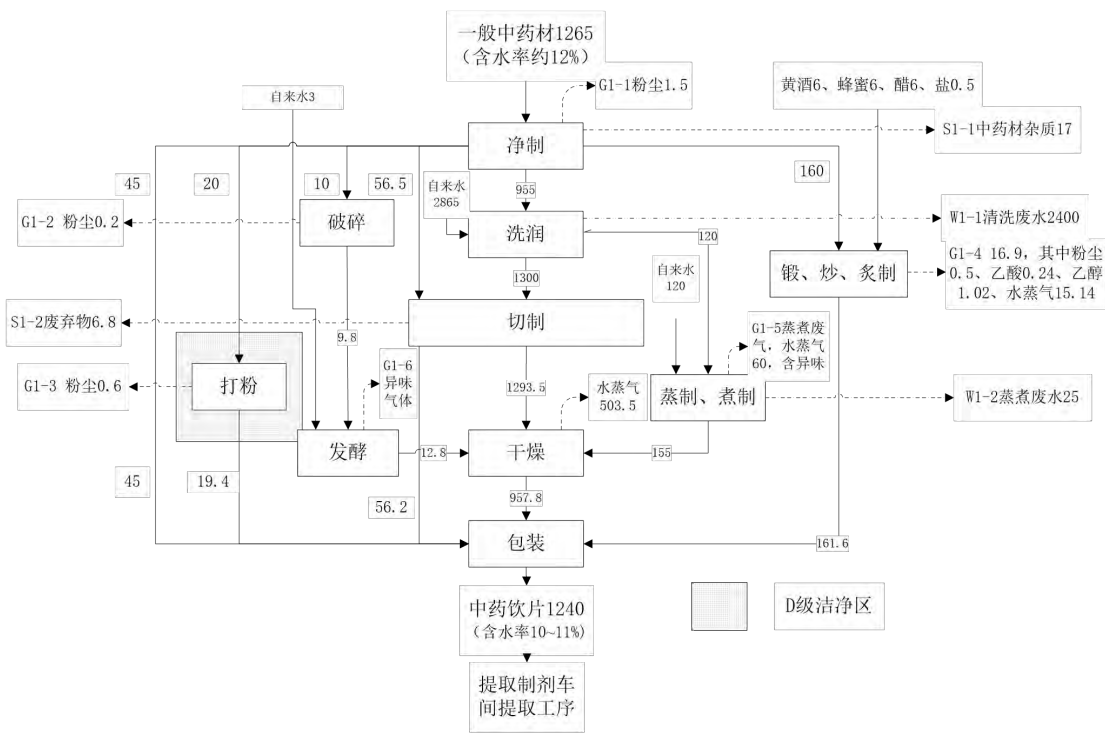 一般中药材1265
（含水率约12%）
G1-1粉尘1.5
黄酒6、蜂蜜6、醋6、盐0.5
自来水3
净制
S1-1中药材杂质17
45
20
10
56.5
自来水
2865
955
160
G1-2 粉尘0.2
破碎
洗润
W1-1清洗废水2400
120
锻、炒、炙制
G1-4 16.9，其中粉尘
0.5、乙酸0.24、乙醇
1.02、水蒸气15.14
自来水
120
1300
S1-2废弃物6.8
切制
9.8
G1-5蒸煮废
气，水蒸气
60，含异味
G1-3 粉尘0.6
打粉
G1-6
异味
气体
1293.5
水蒸气
503.5
蒸制、煮制
W1-2蒸煮废水25
发酵
12.8
干燥
155
45
19.4
56.2
957.8
包装
161.6
中药饮片1240
（含水率10~11%）
D级洁净区
提取制剂车
间提取工序